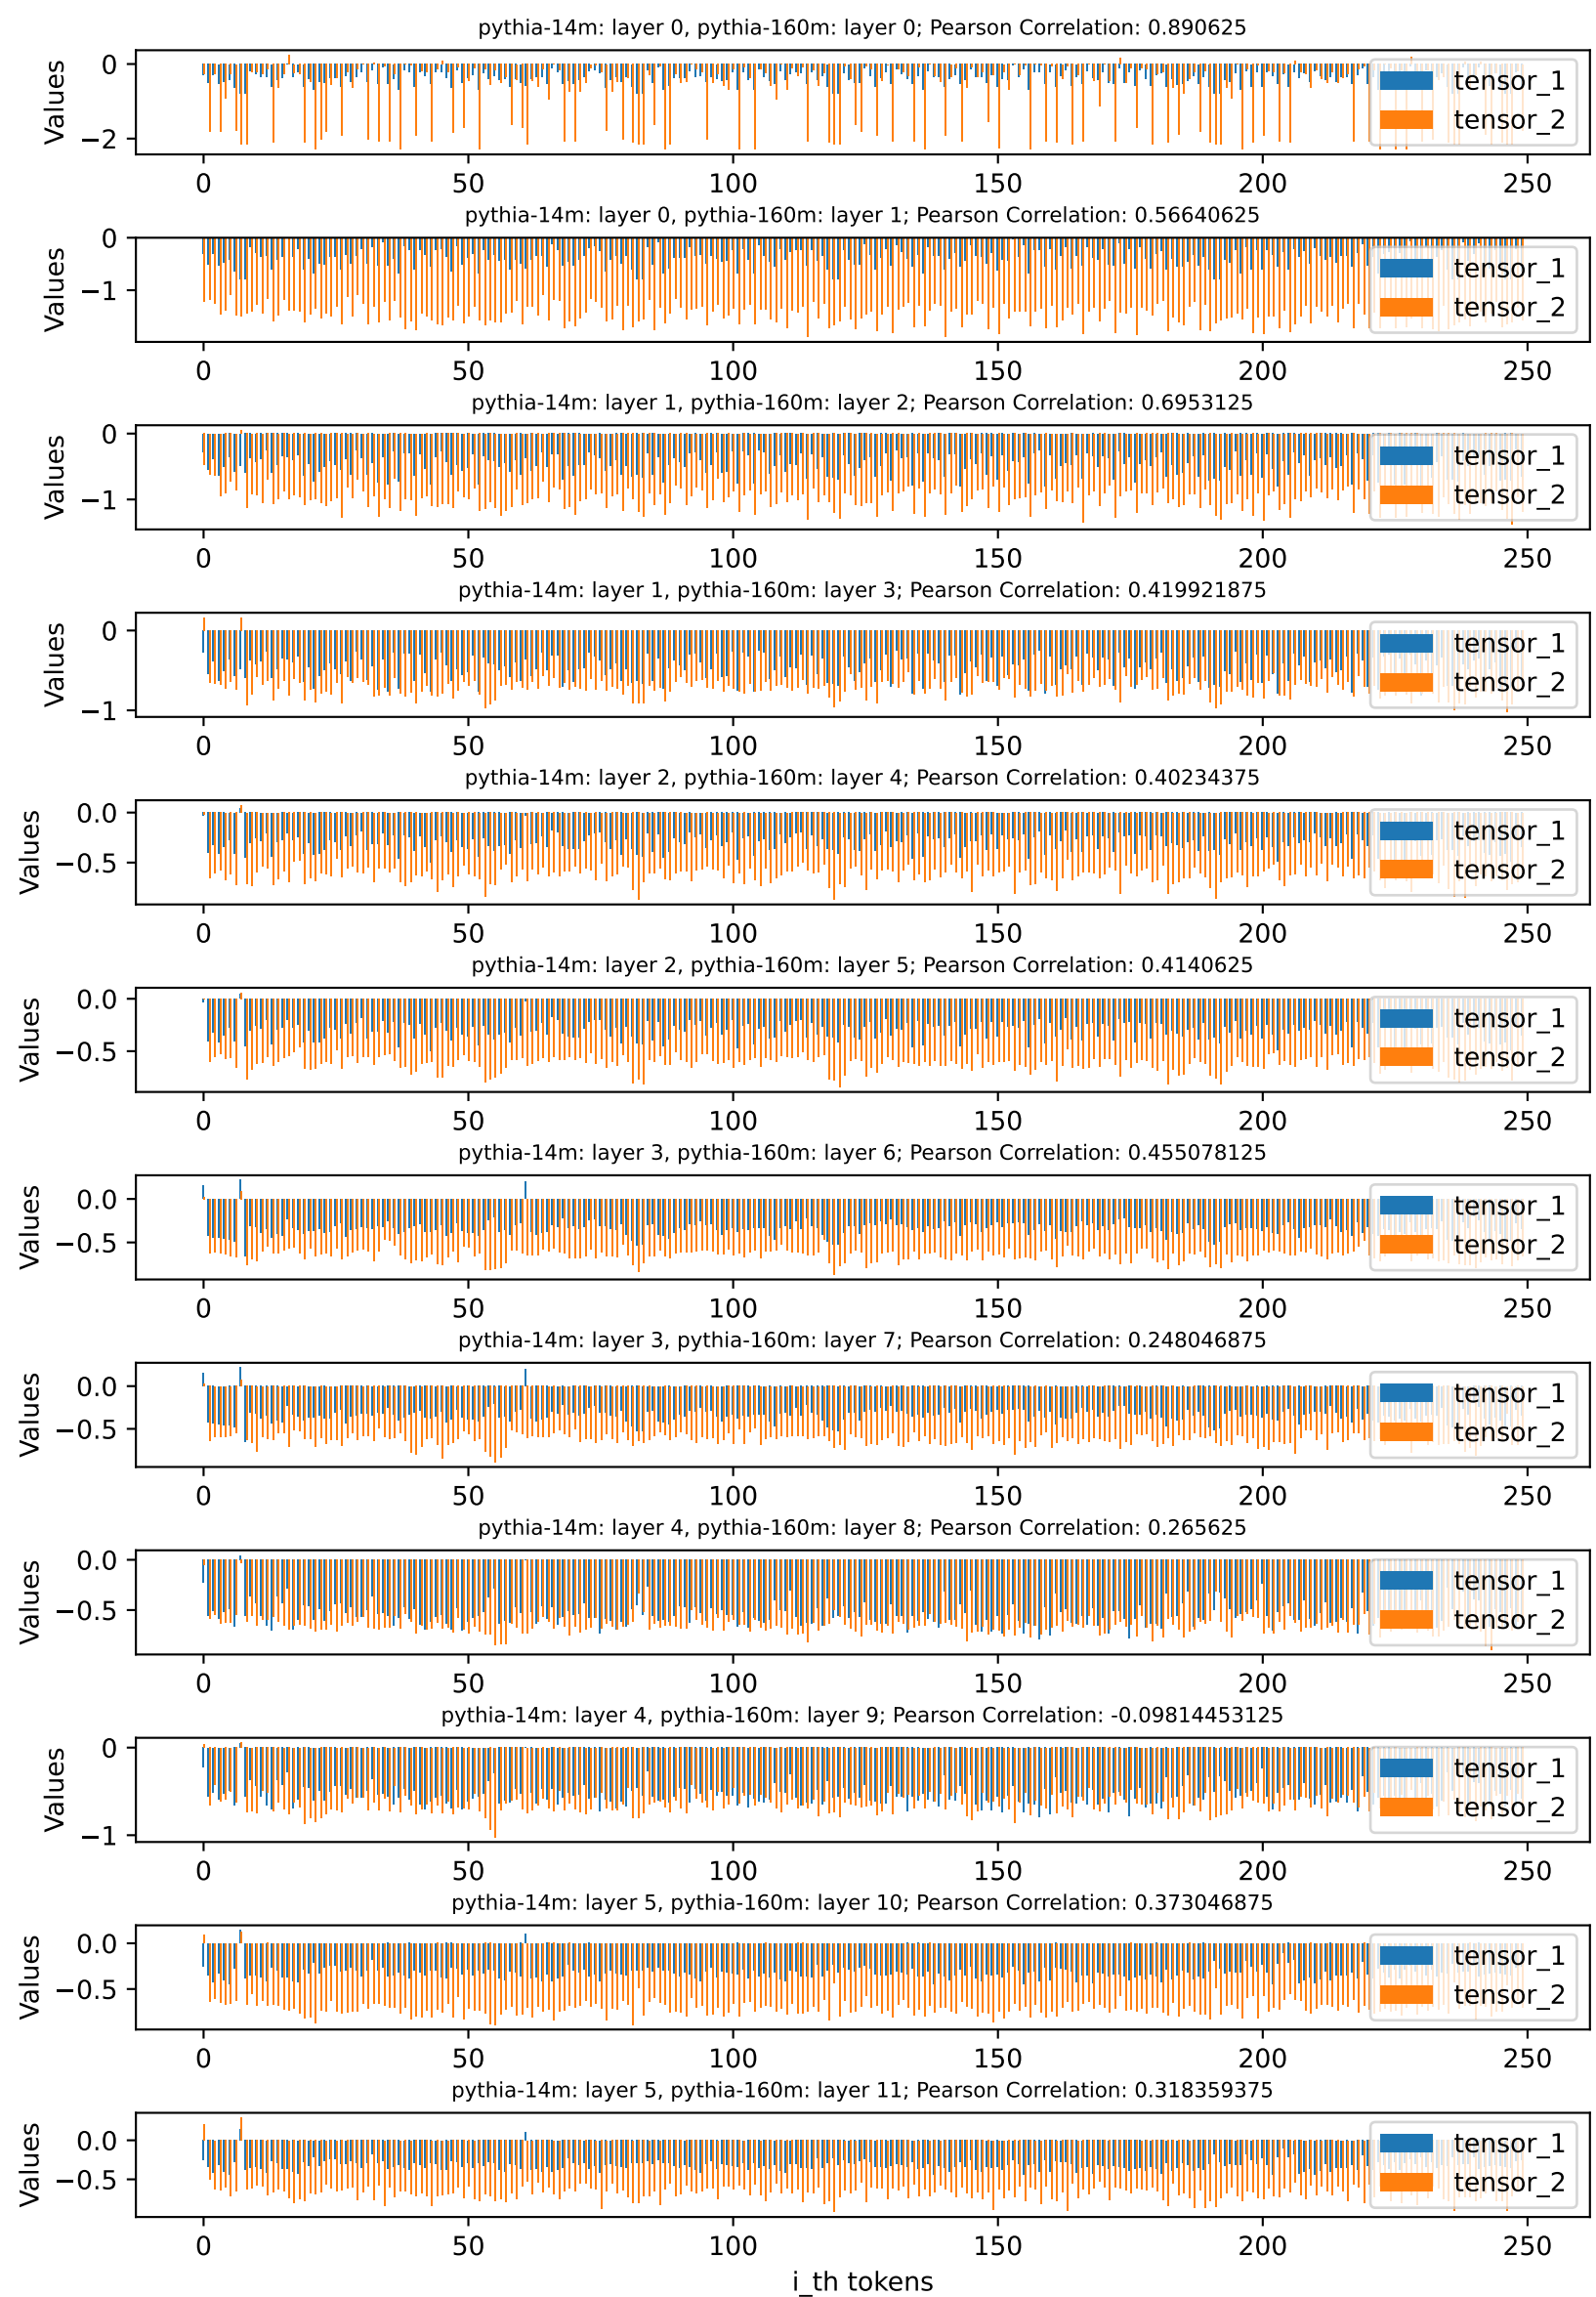 pythia-14m: layer 0, pythia-160m: layer 0; Pearson Correlation: 0.890625
Values
0
−2
tensor_1
tensor_2
0 50 100 150 200 250
pythia-14m: layer 0, pythia-160m: layer 1; Pearson Correlation: 0.56640625
Values
0
−1
tensor_1
tensor_2
0 50 100 150 200 250
pythia-14m: layer 1, pythia-160m: layer 2; Pearson Correlation: 0.6953125
Values
0
−1
tensor_1
tensor_2
0 50 100 150 200 250
pythia-14m: layer 1, pythia-160m: layer 3; Pearson Correlation: 0.419921875
Values
0
−1
tensor_1
tensor_2
0 50 100 150 200 250
pythia-14m: layer 2, pythia-160m: layer 4; Pearson Correlation: 0.40234375
Values
0.0
−0.5
tensor_1
tensor_2
0 50 100 150 200 250
pythia-14m: layer 2, pythia-160m: layer 5; Pearson Correlation: 0.4140625
Values
0.0
−0.5
tensor_1
tensor_2
0 50 100 150 200 250
pythia-14m: layer 3, pythia-160m: layer 6; Pearson Correlation: 0.455078125
Values
0.0
−0.5
tensor_1
tensor_2
0 50 100 150 200 250
pythia-14m: layer 3, pythia-160m: layer 7; Pearson Correlation: 0.248046875
Values
0.0
−0.5
tensor_1
tensor_2
0 50 100 150 200 250
pythia-14m: layer 4, pythia-160m: layer 8; Pearson Correlation: 0.265625
Values
0.0
−0.5
tensor_1
tensor_2
0 50 100 150 200 250
pythia-14m: layer 4, pythia-160m: layer 9; Pearson Correlation: -0.09814453125
Values
0
−1
tensor_1
tensor_2
0 50 100 150 200 250
pythia-14m: layer 5, pythia-160m: layer 10; Pearson Correlation: 0.373046875
Values
0.0
−0.5
tensor_1
tensor_2
0 50 100 150 200 250
pythia-14m: layer 5, pythia-160m: layer 11; Pearson Correlation: 0.318359375
Values
0.0
−0.5
tensor_1
tensor_2
0 50 100 150 200 250
i_th tokens